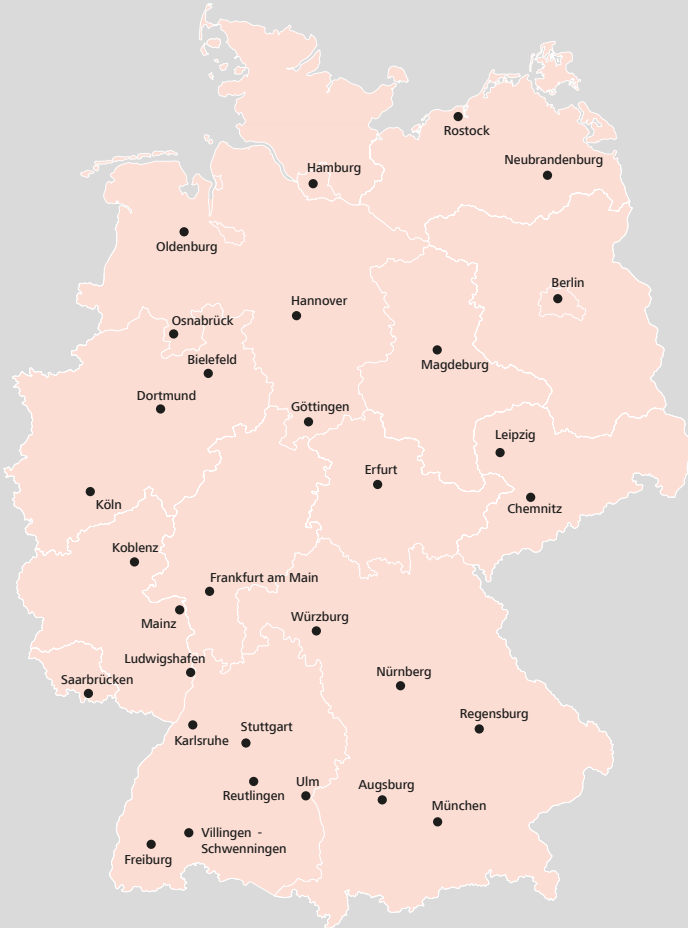 Rostock
Neubrandenburg
Hamburg
Oldenburg
Berlin
Hannover
Osnabrück
Bielefeld
Magdeburg
Dortmund
Göttingen
Leipzig
Erfurt
Köln
Chemnitz
Koblenz
Frankfurt am Main
Würzburg
Mainz
Ludwigshafen
Nürnberg
Saarbrücken
Regensburg
Stuttgart
Karlsruhe
Ulm
Augsburg
Reutlingen
München
Villingen -
Schwenningen
Freiburg